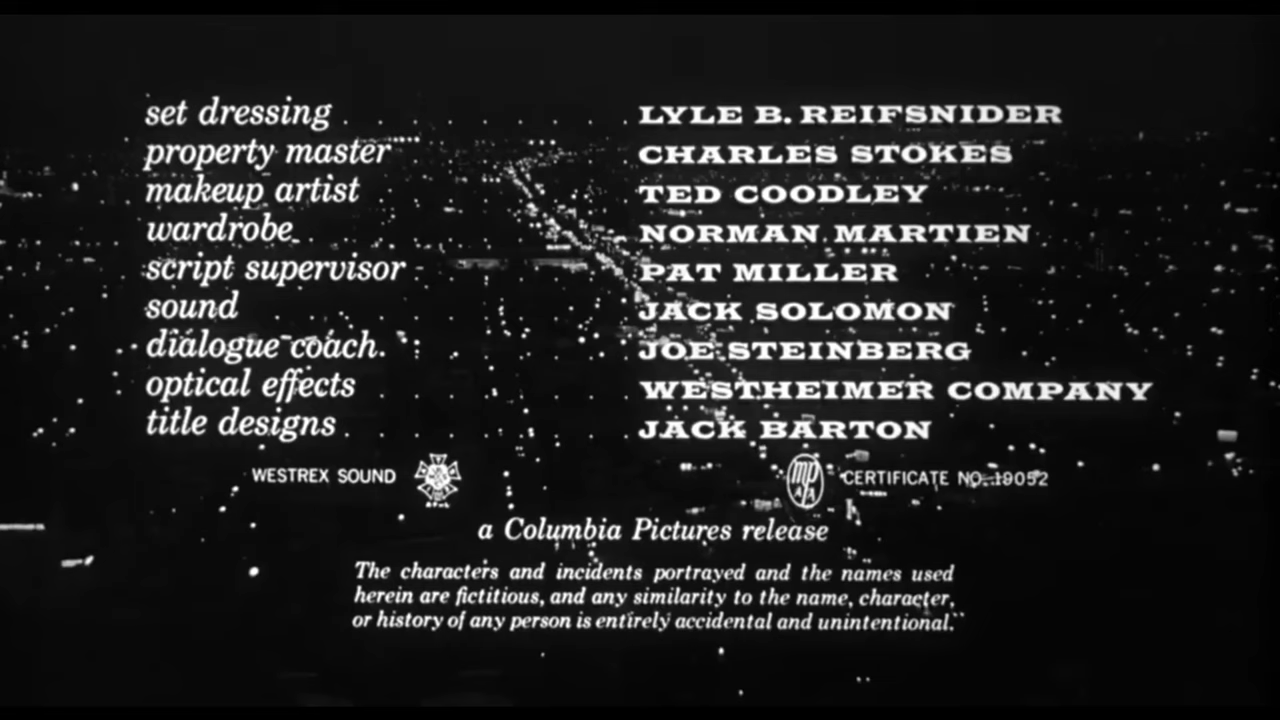 set dressing . . . . . . . . LYLE B. REIFSNIDER
property master . . . . . . CHARLES STOKES
makeup artist . . . . . . . TED COODLEY
wardrobe . . . . . . . . . NORMAN MARTIEN
script supervisor . . . . . . PAT MILLER
sound . . . . . . . . . . JACK SOLOMON
dialogue coach . . . . . . . JOE STEINBERG
optical effects . . . . . . . WESTHEIMER COMPANY
title designs . . . . . . . . JACK BARTON
WESTREX SOUND MPAA CERTIFICATE NO. 19052
a Columbia Pictures release
The characters and incidents portrayed and the names used
herein are fictitious, and any similarity to the name, character,
or history of any person is entirely accidental and unintentional.